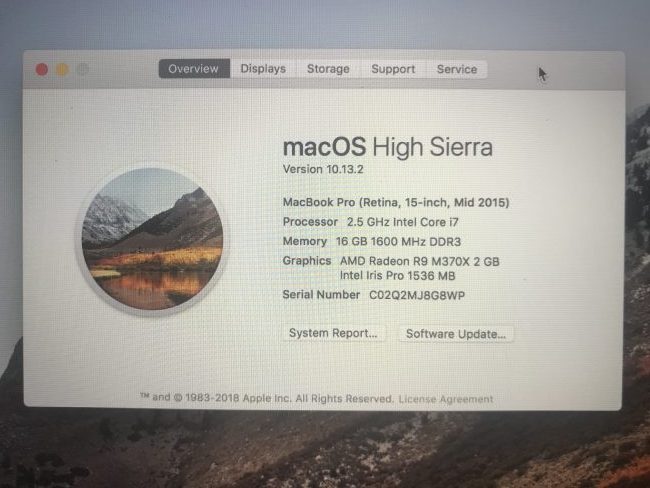 Overview Displays Storage Support Service
macOS High Sierra
Version 10.13.2
MacBook Pro (Retina, 15-inch, Mid 2015)
Processor 2.5 GHz Intel Core i7
Memory 16 GB 1600 MHz DDR3
Graphics AMD Radeon R9 M370X 2 GB
Intel Iris Pro 1536 MB
Serial Number C02Q2MJ8G8WP
System Report... Software Update...
™ and © 1983-2018 Apple Inc. All Rights Reserved. License Agreement